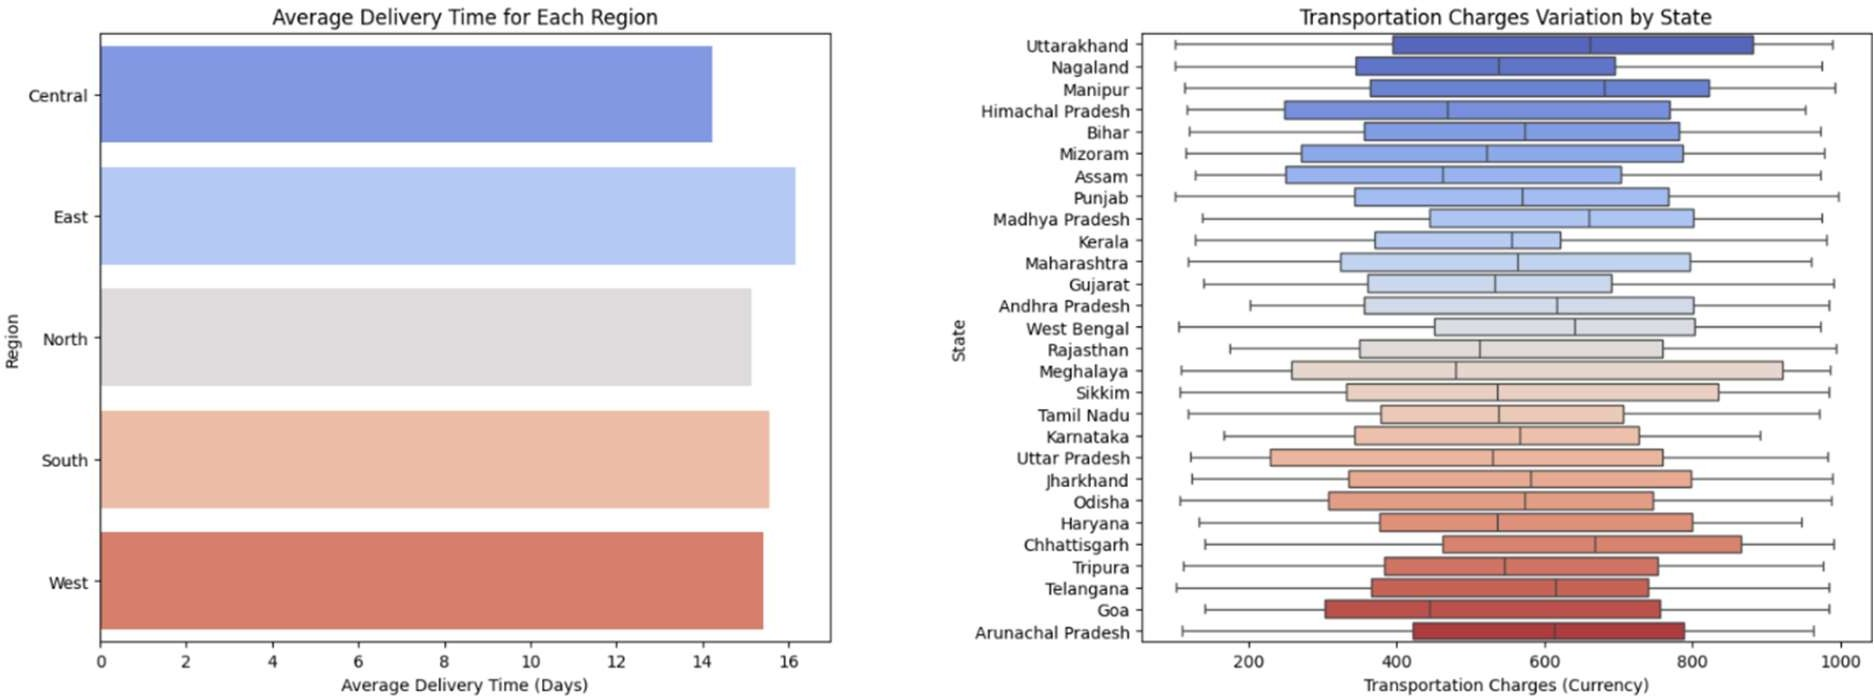 Average Delivery Time for Each Region
Region
Central
East
North
South
West
0 2 4 6 8 10 12 14 16
Average Delivery Time (Days)
Transportation Charges Variation by State
State
Uttarakhand
Nagaland
Manipur
Himachal Pradesh
Bihar
Mizoram
Assam
Punjab
Madhya Pradesh
Kerala
Maharashtra
Gujarat
Andhra Pradesh
West Bengal
Rajasthan
Meghalaya
Sikkim
Tamil Nadu
Karnataka
Uttar Pradesh
Jharkhand
Odisha
Haryana
Chhattisgarh
Tripura
Telangana
Goa
Arunachal Pradesh
200 400 600 800 1000
Transportation Charges (Currency)